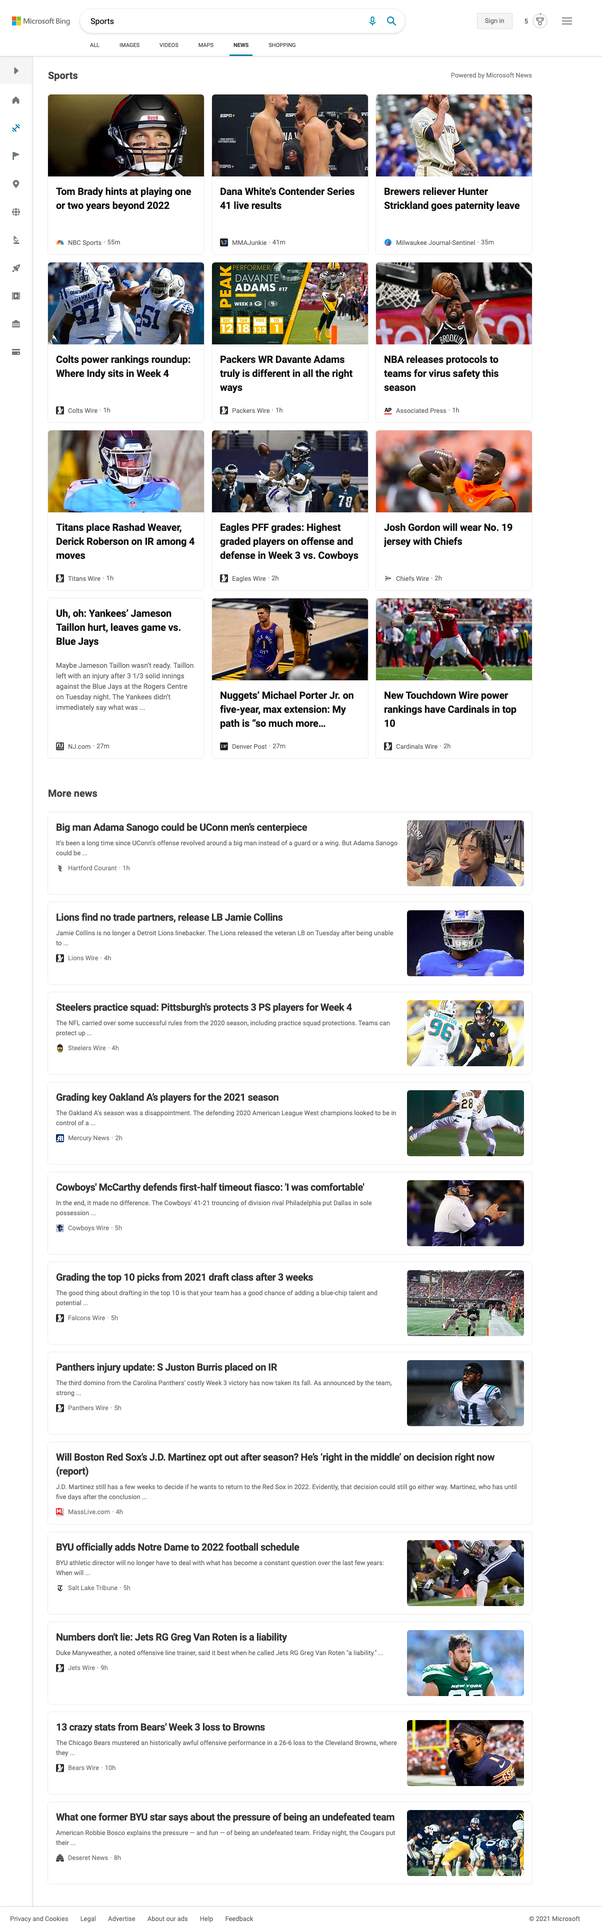 Microsoft Bing
Sports
Sign in
5
ALL IMAGES VIDEOS MAPS NEWS SHOPPING
Sports
Powered by Microsoft News
Tom Brady hints at playing one
or two years beyond 2022
NBC Sports · 55m
Dana White's Contender Series
41 live results
MMAJunkie · 41m
Brewers reliever Hunter
Strickland goes paternity leave
Milwaukee Journal-Sentinel · 35m
97
51
Colts power rankings roundup:
Where Indy sits in Week 4
Colts Wire · 1h
PEAK
PERFORMER
DAVANTE
ADAMS #17
WEEK 3
12 18 132 1
Packers WR Davante Adams
truly is different in all the right
ways
Packers Wire · 1h
BROOKLYN
NBA releases protocols to
teams for virus safety this
season
AP Associated Press · 1h
Titans place Rashad Weaver,
Derick Roberson on IR among 4
moves
Titans Wire · 1h
78
Eagles PFF grades: Highest
graded players on offense and
defense in Week 3 vs. Cowboys
Eagles Wire · 2h
Josh Gordon will wear No. 19
jersey with Chiefs
Chiefs Wire · 2h
Uh, oh: Yankees' Jameson
Taillon hurt, leaves game vs.
Blue Jays
Maybe Jameson Taillon wasn't ready. Taillon
left with an injury after 3 1/3 solid innings
against the Blue Jays at the Rogers Centre
on Tuesday night. The Yankees didn't
immediately say what was ...
NJ.com · 27m
Nuggets' Michael Porter Jr. on
five-year, max extension: My
path is "so much more...
Denver Post · 27m
New Touchdown Wire power
rankings have Cardinals in top
10
Cardinals Wire · 2h
More news
Big man Adama Sanogo could be UConn men's centerpiece
It's been a long time since UConn's offense revolved around a big man instead of a guard or a wing. But Adama Sanogo
could be ...
Hartford Courant · 1h
Lions find no trade partners, release LB Jamie Collins
Jamie Collins is no longer a Detroit Lions linebacker. The Lions released the veteran LB on Tuesday after being unable
to ...
Lions Wire · 4h
Steelers practice squad: Pittsburgh's protects 3 PS players for Week 4
The NFL carried over some successful rules from the 2020 season, including practice squad protections. Teams can
protect up ...
Steelers Wire · 4h
96
Grading key Oakland A's players for the 2021 season
The Oakland A's season was a disappointment. The defending 2020 American League West champions looked to be in
control of a ...
Mercury News · 2h
28
Cowboys' McCarthy defends first-half timeout fiasco: 'I was comfortable'
In the end, it made no difference. The Cowboys' 41-21 trouncing of division rival Philadelphia put Dallas in sole
possession ...
Cowboys Wire · 5h
Grading the top 10 picks from 2021 draft class after 3 weeks
The good thing about drafting in the top 10 is that your team has a good chance of adding a blue-chip talent and
potential ...
Falcons Wire · 5h
Panthers injury update: S Juston Burris placed on IR
The third domino from the Carolina Panthers' costly Week 3 victory has now taken its fall. As announced by the team,
strong ...
Panthers Wire · 5h
31
Will Boston Red Sox's J.D. Martinez opt out after season? He's 'right in the middle' on decision right now
(report)
J.D. Martinez still has a few weeks to decide if he wants to return to the Red Sox in 2022. Evidently, that decision could still go either way. Martinez, who has until
five days after the conclusion ...
MassLive.com · 4h
BYU officially adds Notre Dame to 2022 football schedule
BYU athletic director will no longer have to deal with what has become a constant question over the last few years:
When will ...
Salt Lake Tribune · 5h
Numbers don't lie: Jets RG Greg Van Roten is a liability
Duke Manyweather, a noted offensive line trainer, said it best when he called Jets RG Greg Van Roten "a liability." ...
Jets Wire · 9h
NEW YORK
13 crazy stats from Bears' Week 3 loss to Browns
The Chicago Bears mustered an historically awful offensive performance in a 26-6 loss to the Cleveland Browns, where
they ...
Bears Wire · 10h
What one former BYU star says about the pressure of being an undefeated team
American Robbie Bosco explains the pressure — and fun — of being an undefeated team. Friday night, the Cougars put
their ...
Deseret News · 8h
Privacy and Cookies Legal Advertise About our ads Help Feedback
© 2021 Microsoft